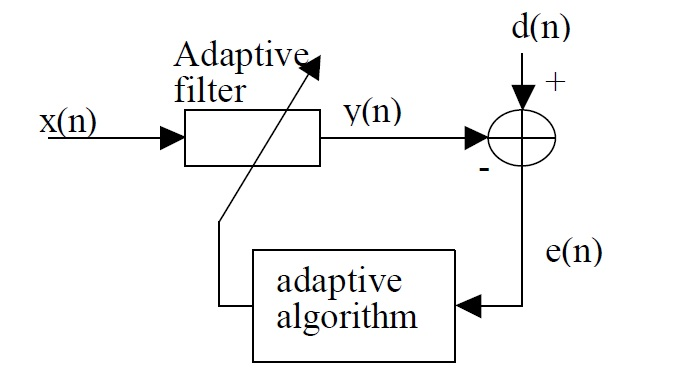 d(n)
Adaptive
filter
+
x(n)
y(n)
-
e(n)
adaptive
algorithm